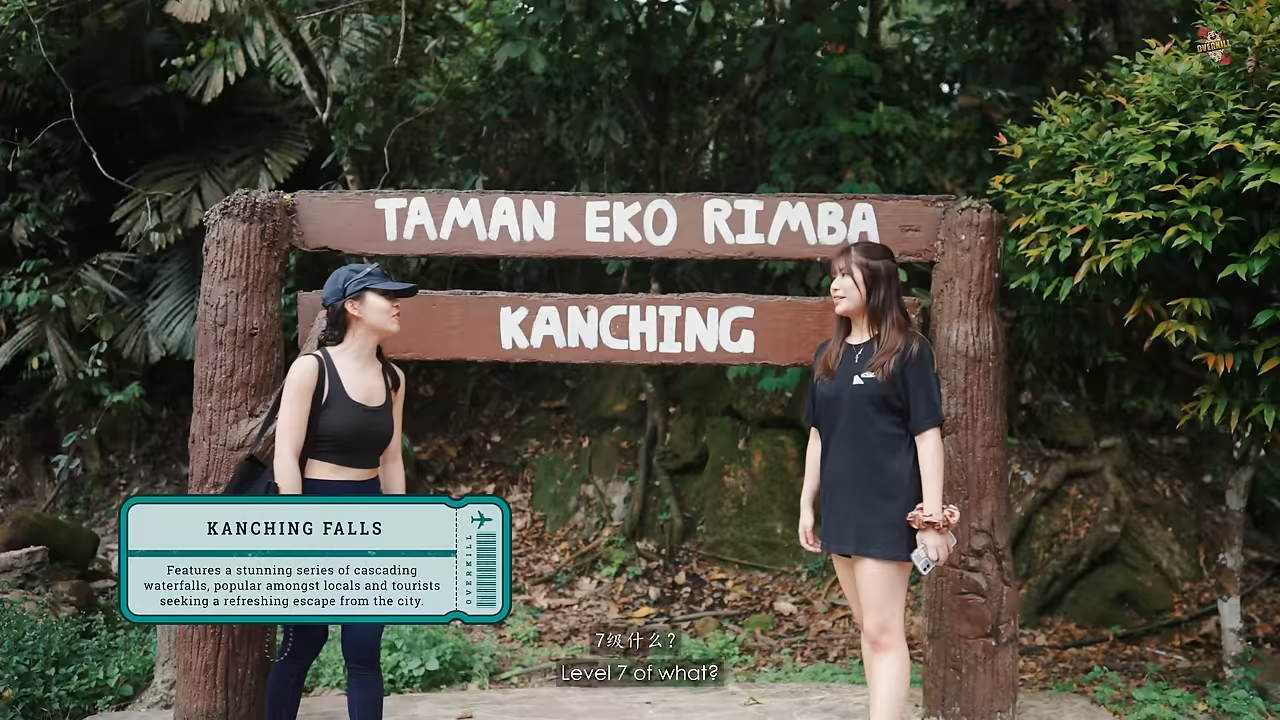 OVERKILL
TAMAN EKO RIMBA
KANCHING
KANCHING FALLS
Features a stunning series of cascading
waterfalls, popular amongst locals and tourists
seeking a refreshing escape from the city.
OVERKILL
7级什么?
Level 7 of what?